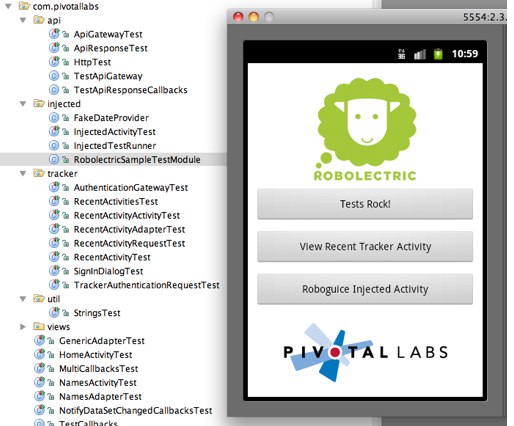 com.pivotallabs
api
ApiGatewayTest
ApiResponseTest
HttpTest
TestApiGateway
TestApiResponseCallbacks
injected
FakeDateProvider
InjectedActivityTest
InjectedTestRunner
RobolectricSampleTestModule
tracker
AuthenticationGatewayTest
RecentActivitiesTest
RecentActivityActivityTest
RecentActivityAdapterTest
RecentActivityRequestTest
RecentActivityTest
SignInDialogTest
TrackerAuthenticationRequestTest
util
StringsTest
views
GenericAdapterTest
HomeActivityTest
MultiCallbacksTest
NamesActivityTest
NamesAdapterTest
NotifyDataSetChangedCallbacksTest
TestCallbacks
5554:2.3.
3G 10:59
ROBOLECTRIC
Tests Rock!
View Recent Tracker Activity
Roboguice Injected Activity
PIVOTAL LABS